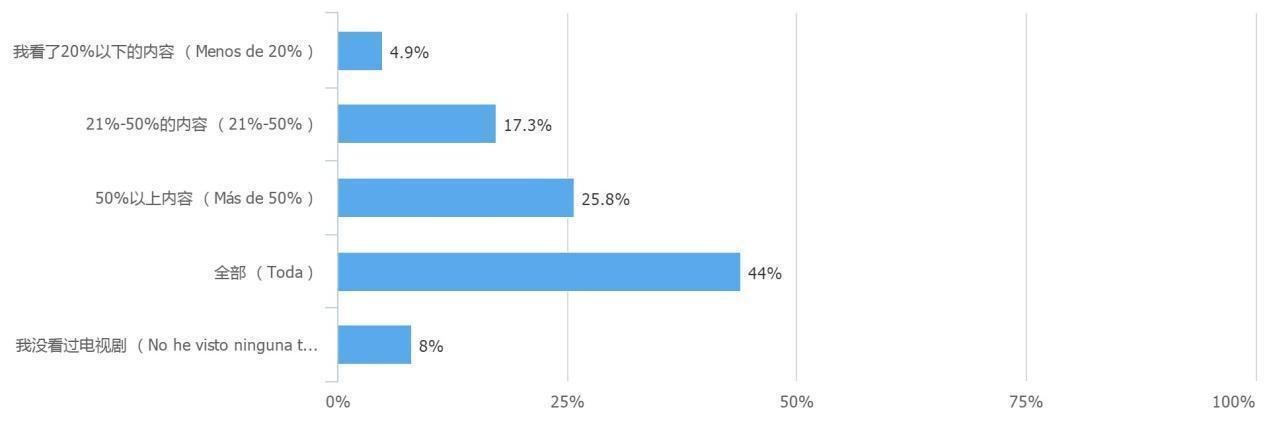 我看了20%以下的内容 （ Menos de 20% ） 4.9%
21%-50%的内容 （ 21%-50% ） 17.3%
50%以上内容 （ Más de 50% ） 25.8%
全部 （ Toda ） 44%
我没看过电视剧 （ No he visto ninguna t... 8%
0% 25% 50% 75% 100%